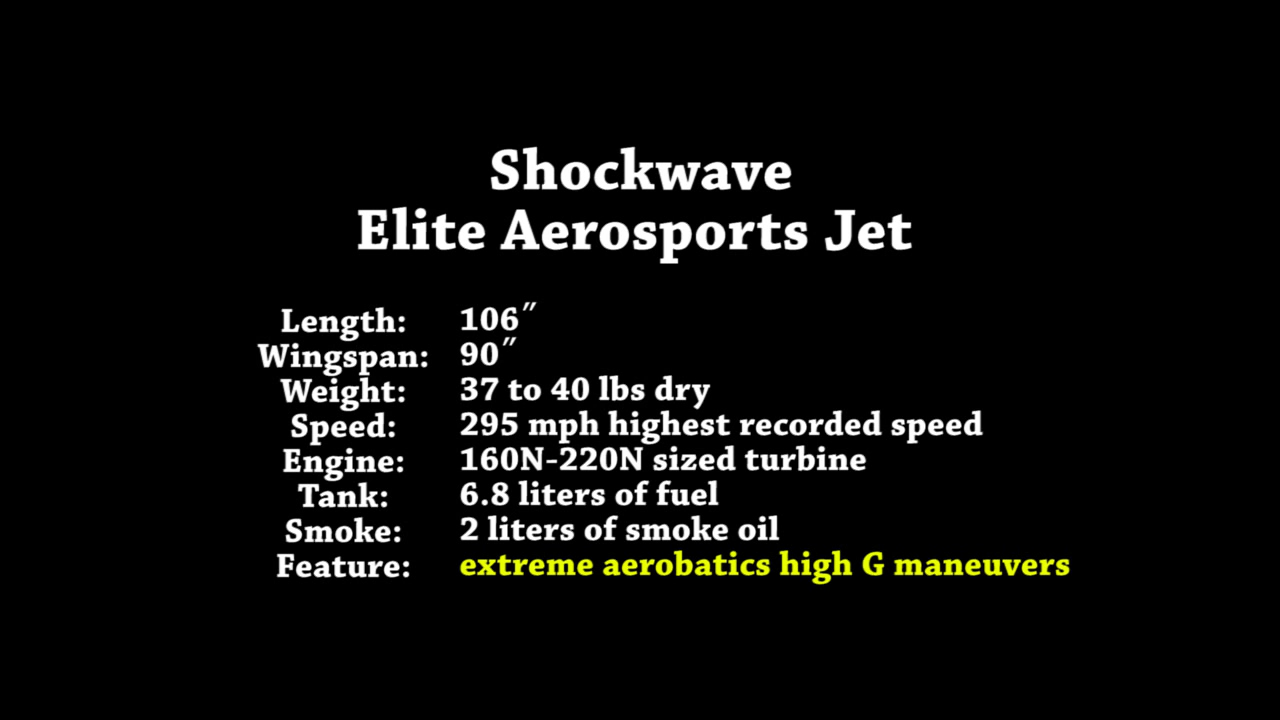 Shockwave
Elite Aerosports Jet
Length: 106″
Wingspan: 90″
Weight: 37 to 40 lbs dry
Speed: 295 mph highest recorded speed
Engine: 160N-220N sized turbine
Tank: 6.8 liters of fuel
Smoke: 2 liters of smoke oil
Feature: extreme aerobatics high G maneuvers